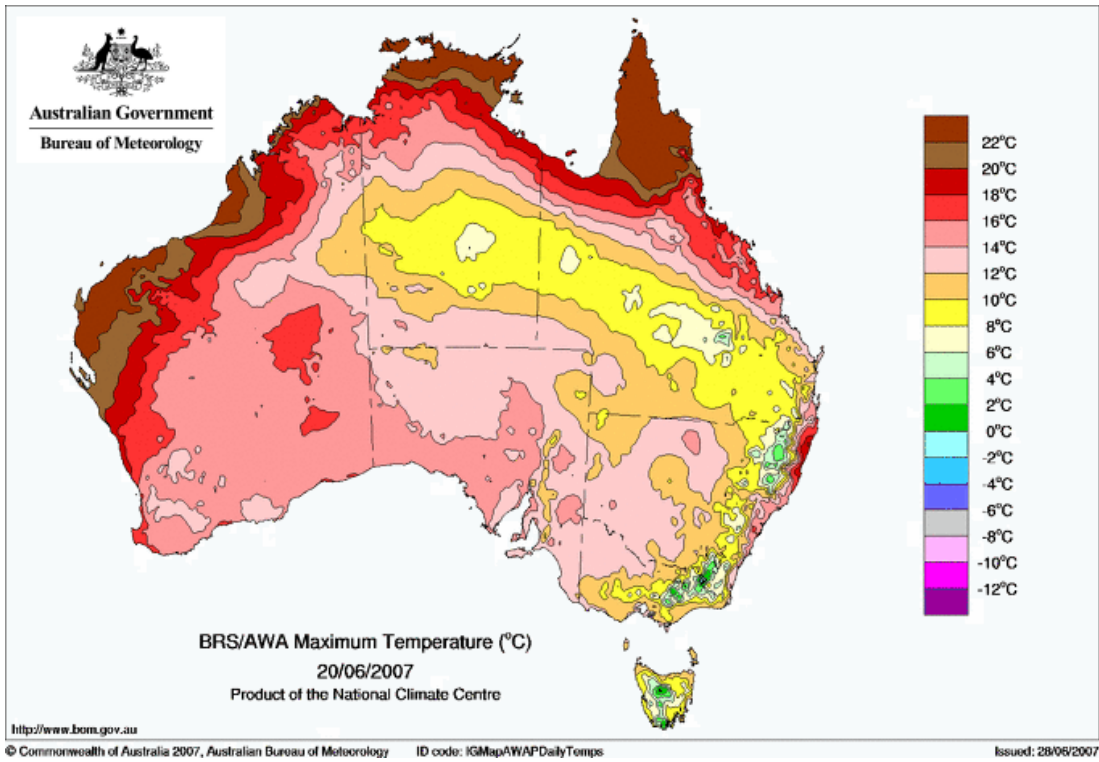 Australian Government
Bureau of Meteorology
22°C
20°C
18°C
16°C
14°C
12°C
10°C
8°C
6°C
4°C
2°C
0°C
-2°C
-4°C
-6°C
-8°C
-10°C
-12°C
BRS/AWA Maximum Temperature (°C)
20/06/2007
Product of the National Climate Centre
http://www.bom.gov.au
© Commonwealth of Australia 2007, Australian Bureau of Meteorology ID code: IGMapAWAPDailyTemps Issued: 28/06/2007